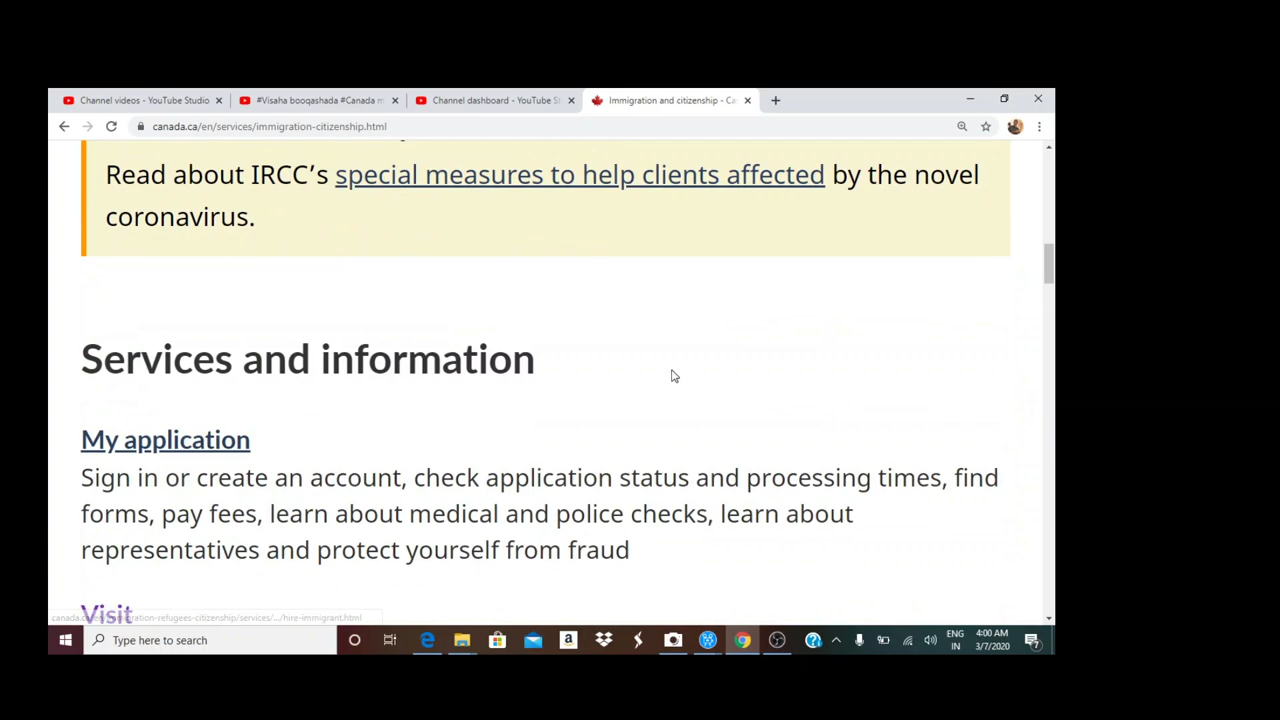 Channel videos - YouTube Studio
#Visaha booqashada #Canada m
Channel dashboard - YouTube St
Immigration and citizenship - Ca
canada.ca/en/services/immigration-citizenship.html
Read about IRCC’s special measures to help clients affected by the novel
coronavirus.
Services and information
My application
Sign in or create an account, check application status and processing times, find
forms, pay fees, learn about medical and police checks, learn about
representatives and protect yourself from fraud
Visit
Type here to search
ENG
IN
4:00 AM
3/7/2020